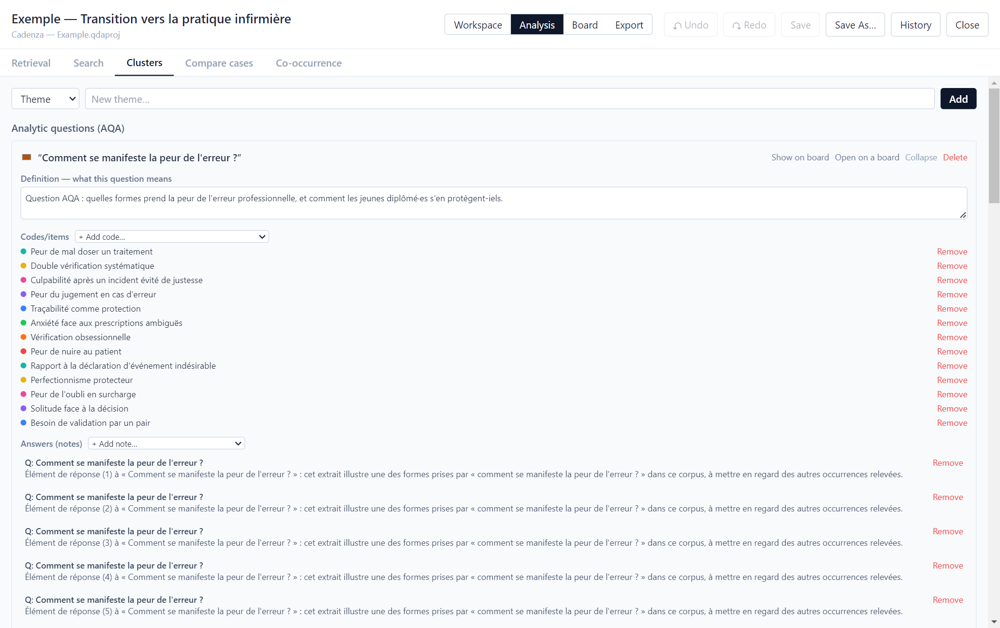 Exemple — Transition vers la pratique infirmière
Cadenza — Example.qdaproj
Workspace Analysis Board Export Undo Redo Save Save As... History Close
Retrieval Search Clusters Compare cases Co-occurrence
Theme New theme... Add
Analytic questions (AQA)
“Comment se manifeste la peur de l'erreur ?” Show on board Open on a board Collapse Delete
Definition — what this question means
Question AQA : quelles formes prend la peur de l'erreur professionnelle, et comment les jeunes diplômé·es s'en protègent-iels.
Codes/items + Add code...
Peur de mal doser un traitement Remove
Double vérification systématique Remove
Culpabilité après un incident évité de justesse Remove
Peur du jugement en cas d'erreur Remove
Traçabilité comme protection Remove
Anxiété face aux prescriptions ambiguës Remove
Vérification obsessionnelle Remove
Peur de nuire au patient Remove
Rapport à la déclaration d'événement indésirable Remove
Perfectionnisme protecteur Remove
Peur de l'oubli en surcharge Remove
Solitude face à la décision Remove
Besoin de validation par un pair Remove
Answers (notes) + Add note...
Q: Comment se manifeste la peur de l'erreur ? Remove
Élément de réponse (1) à « Comment se manifeste la peur de l'erreur ? » : cet extrait illustre une des formes prises par « comment se manifeste la peur de l'erreur ? » dans ce corpus, à mettre en regard des autres occurrences relevées.
Q: Comment se manifeste la peur de l'erreur ? Remove
Élément de réponse (2) à « Comment se manifeste la peur de l'erreur ? » : cet extrait illustre une des formes prises par « comment se manifeste la peur de l'erreur ? » dans ce corpus, à mettre en regard des autres occurrences relevées.
Q: Comment se manifeste la peur de l'erreur ? Remove
Élément de réponse (3) à « Comment se manifeste la peur de l'erreur ? » : cet extrait illustre une des formes prises par « comment se manifeste la peur de l'erreur ? » dans ce corpus, à mettre en regard des autres occurrences relevées.
Q: Comment se manifeste la peur de l'erreur ? Remove
Élément de réponse (4) à « Comment se manifeste la peur de l'erreur ? » : cet extrait illustre une des formes prises par « comment se manifeste la peur de l'erreur ? » dans ce corpus, à mettre en regard des autres occurrences relevées.
Q: Comment se manifeste la peur de l'erreur ? Remove
Élément de réponse (5) à « Comment se manifeste la peur de l'erreur ? » : cet extrait illustre une des formes prises par « comment se manifeste la peur de l'erreur ? » dans ce corpus, à mettre en regard des autres occurrences relevées.